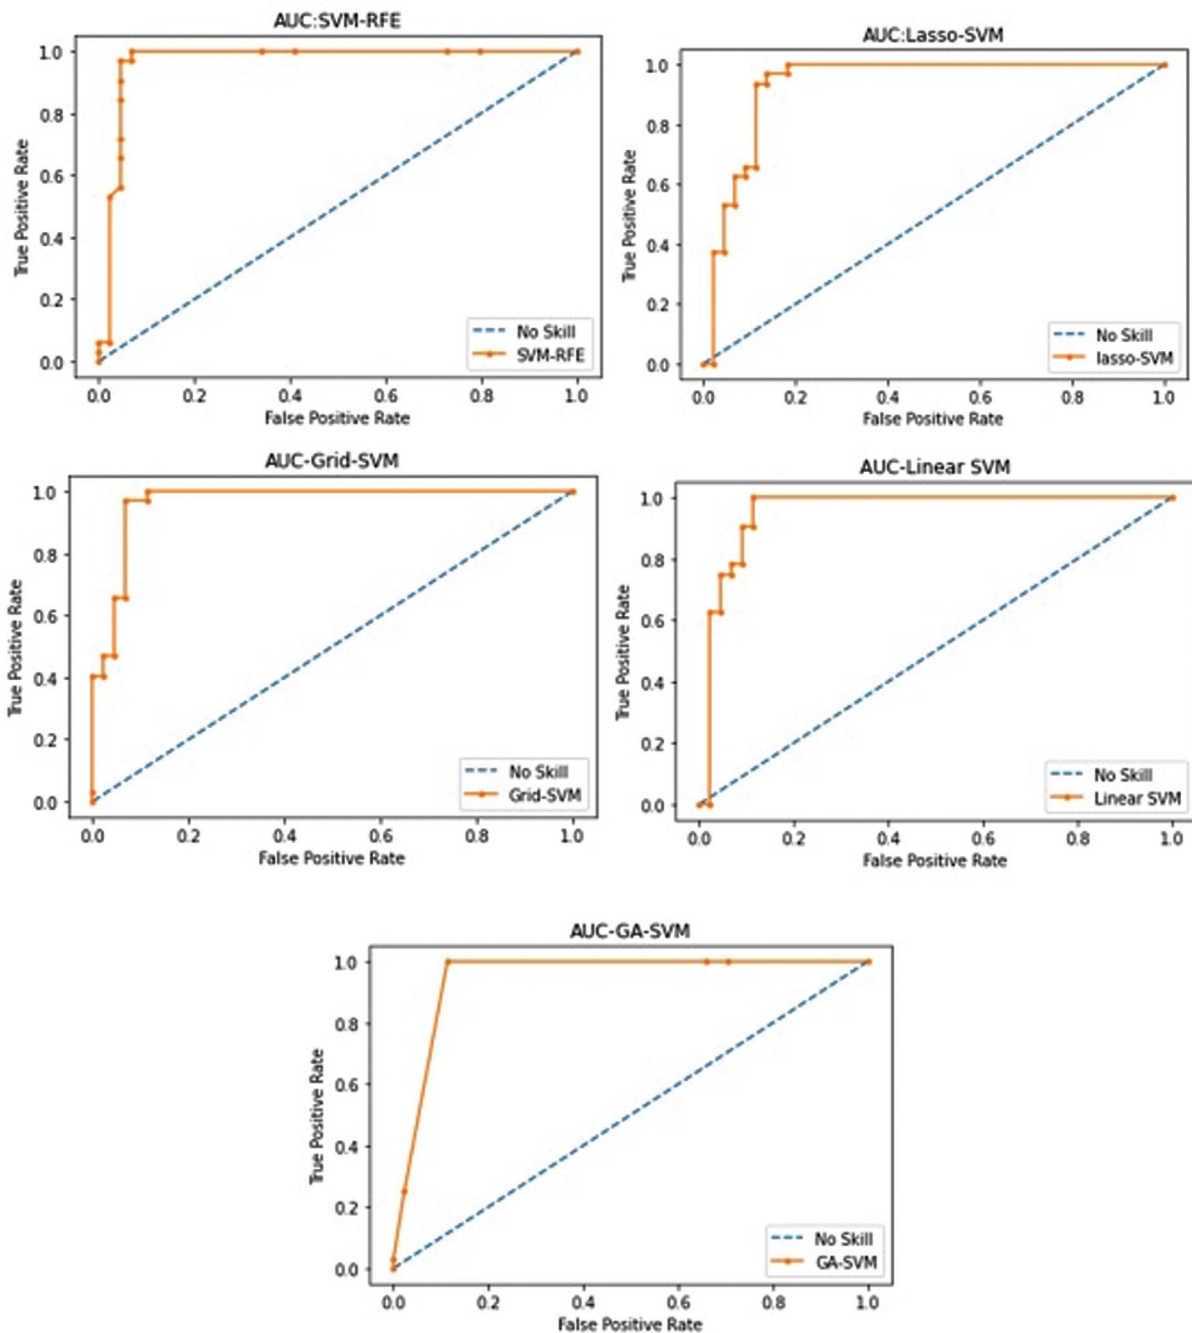 AUC:SVM-RFE
1.0
0.8
0.6
0.4
0.2
0.0
True Positive Rate
No Skill
SVM-RFE
0.0 0.2 0.4 0.6 0.8 1.0
False Positive Rate
AUC:Lasso-SVM
1.0
0.8
0.6
0.4
0.2
0.0
True Positive Rate
No Skill
lasso-SVM
0.0 0.2 0.4 0.6 0.8 1.0
False Positive Rate
AUC-Grid-SVM
1.0
0.8
0.6
0.4
0.2
0.0
True Positive Rate
No Skill
Grid-SVM
0.0 0.2 0.4 0.6 0.8 1.0
False Positive Rate
AUC-Linear SVM
1.0
0.8
0.6
0.4
0.2
0.0
True Positive Rate
No Skill
Linear SVM
0.0 0.2 0.4 0.6 0.8 1.0
False Positive Rate
AUC-GA-SVM
1.0
0.8
0.6
0.4
0.2
0.0
True Positive Rate
No Skill
GA-SVM
0.0 0.2 0.4 0.6 0.8 1.0
False Positive Rate